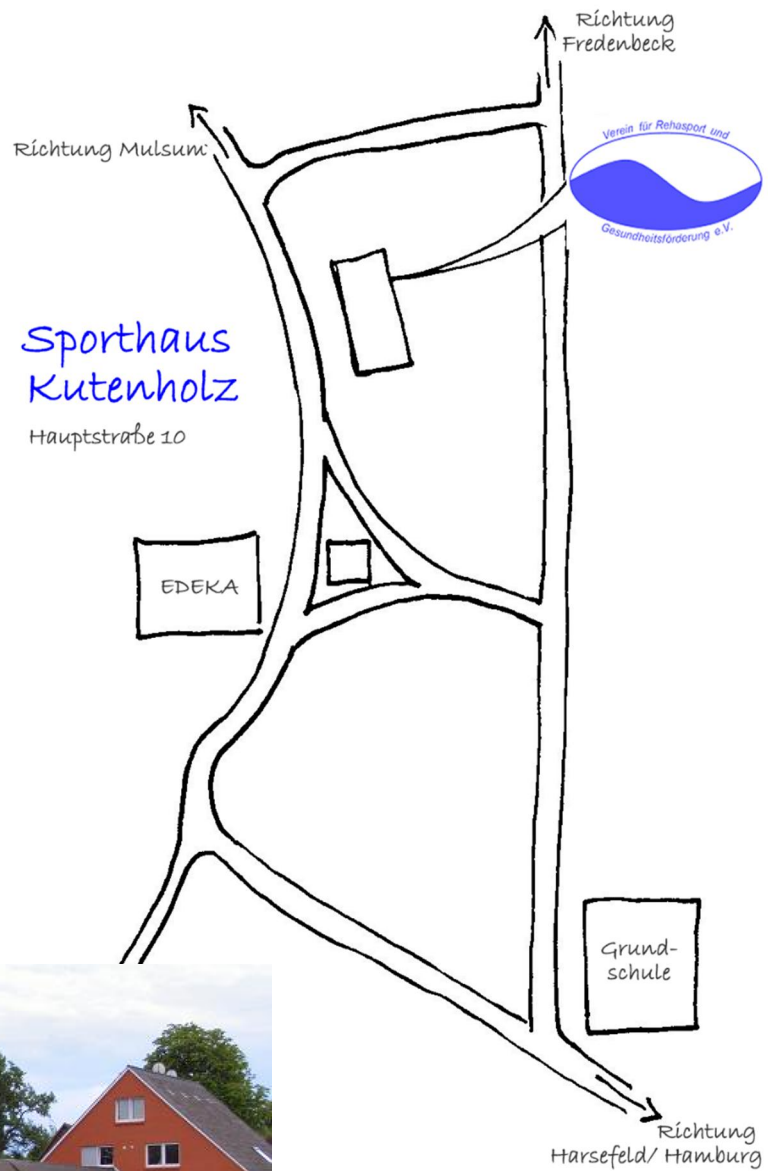 Richtung
Fredenbeck
Richtung Mulsum
Verein für Rehasport und
Gesundheitsförderung e.V.
Sporthaus
Kutenholz
Hauptstraße 10
EDEKA
Grund-
schule
Richtung
Harsefeld/ Hamburg